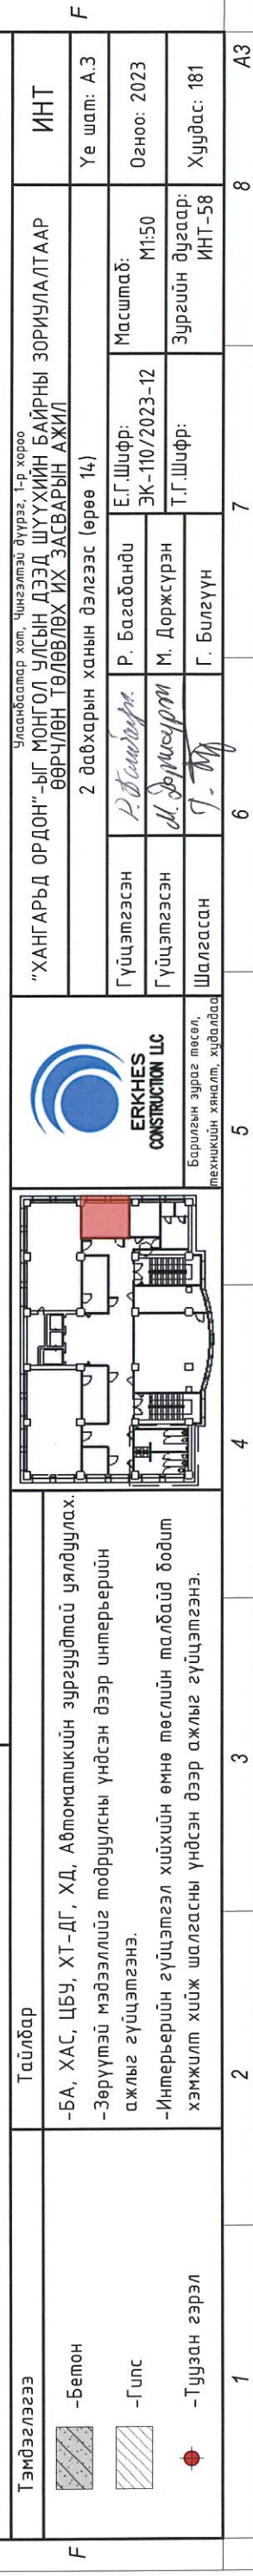 F
Тэмдэглэгээ
-Бетон
-Гипс
-Туузан гэрэл
Тайлбар
-БА, ХАС, ЦБУ, ХТ-ДГ, ХД, Автоматикийн зургуудтай уялдуулах.
-Зөрүүтэй мэдээллийг тодруулсны үндсэн дээр интерьерийн
ажлыг гүйцэтгэнэ.
-Интерьерийн гүйцэтгэл хийхийн өмнө төслийн талбайд бодит
хэмжилт хийж шалгасны үндсэн дээр ажлыг гүйцэтгэнэ.
ERKHES
CONSTRUCTION LLC
Барилгын зураг төсөл,
техникийн хяналт, худалдаа
Улаанбаатар хот, Чингэлтэй дүүрэг, 1-р хороо
"ХАНГАРЬД ОРДОН"-ЫГ МОНГОЛ УЛСЫН ДЭЭД ШҮҮХИЙН БАЙРНЫ ЗОРИУЛАЛТААР
ӨӨРЧЛӨН ТӨЛӨВЛӨХ ИХ ЗАСВАРЫН АЖИЛ
ИНТ
2 давхарын ханын дэлгээс (өрөө 14)
Үе шат: А.З
Гүйцэтгэсэн
Р. Багабанди
Гүйцэтгэсэн
М. Доржсүрэн
Шалгасан
Г. Билгүүн
Е.Г.Шифр:
ЭК-110/2023-12
Т.Г.Шифр:
Масштаб:
М1:50
Зургийн дугаар:
ИНТ-58
Огноо: 2023
Хуудас: 181
F
1
2
3
4
5
6
7
8
A3